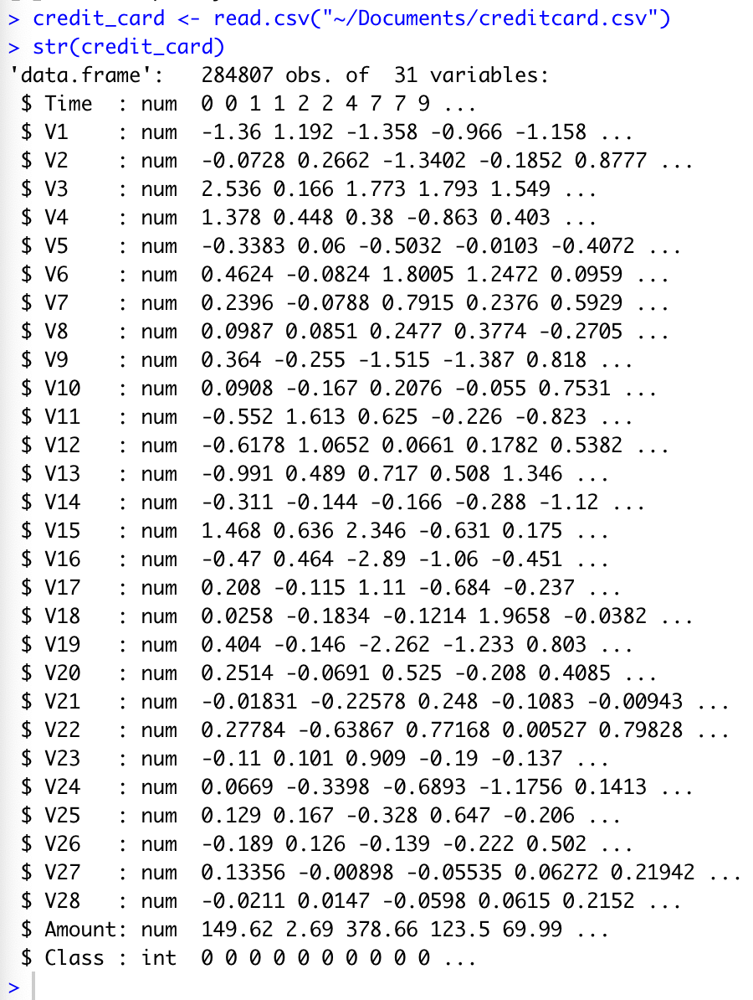 > credit_card <- read.csv("~/Documents/creditcard.csv")
> str(credit_card)
'data.frame':   284807 obs. of  31 variables:
 $ Time  : num  0 0 1 1 2 2 4 7 7 9 ...
 $ V1    : num  -1.36 1.192 -1.358 -0.966 -1.158 ...
 $ V2    : num  -0.0728 0.2662 -1.3402 -0.1852 0.8777 ...
 $ V3    : num  2.536 0.166 1.773 1.793 1.549 ...
 $ V4    : num  1.378 0.448 0.38 -0.863 0.403 ...
 $ V5    : num  -0.3383 0.06 -0.5032 -0.0103 -0.4072 ...
 $ V6    : num  0.4624 -0.0824 1.8005 1.2472 0.0959 ...
 $ V7    : num  0.2396 -0.0788 0.7915 0.2376 0.5929 ...
 $ V8    : num  0.0987 0.0851 0.2477 0.3774 -0.2705 ...
 $ V9    : num  0.364 -0.255 -1.515 -1.387 0.818 ...
 $ V10   : num  0.0908 -0.167 0.2076 -0.055 0.7531 ...
 $ V11   : num  -0.552 1.613 0.625 -0.226 -0.823 ...
 $ V12   : num  -0.6178 1.0652 0.0661 0.1782 0.5382 ...
 $ V13   : num  -0.991 0.489 0.717 0.508 1.346 ...
 $ V14   : num  -0.311 -0.144 -0.166 -0.288 -1.12 ...
 $ V15   : num  1.468 0.636 2.346 -0.631 0.175 ...
 $ V16   : num  -0.47 0.464 -2.89 -1.06 -0.451 ...
 $ V17   : num  0.208 -0.115 1.11 -0.684 -0.237 ...
 $ V18   : num  0.0258 -0.1834 -0.1214 1.9658 -0.0382 ...
 $ V19   : num  0.404 -0.146 -2.262 -1.233 0.803 ...
 $ V20   : num  0.2514 -0.0691 0.525 -0.208 0.4085 ...
 $ V21   : num  -0.01831 -0.22578 0.248 -0.1083 -0.00943 ...
 $ V22   : num  0.27784 -0.63867 0.77168 0.00527 0.79828 ...
 $ V23   : num  -0.11 0.101 0.909 -0.19 -0.137 ...
 $ V24   : num  0.0669 -0.3398 -0.6893 -1.1756 0.1413 ...
 $ V25   : num  0.129 0.167 -0.328 0.647 -0.206 ...
 $ V26   : num  -0.189 0.126 -0.139 -0.222 0.502 ...
 $ V27   : num  0.13356 -0.00898 -0.05535 0.06272 0.21942 ...
 $ V28   : num  -0.0211 0.0147 -0.0598 0.0615 0.2152 ...
 $ Amount: num  149.62 2.69 378.66 123.5 69.99 ...
 $ Class : int  0 0 0 0 0 0 0 0 0 0 ...
>